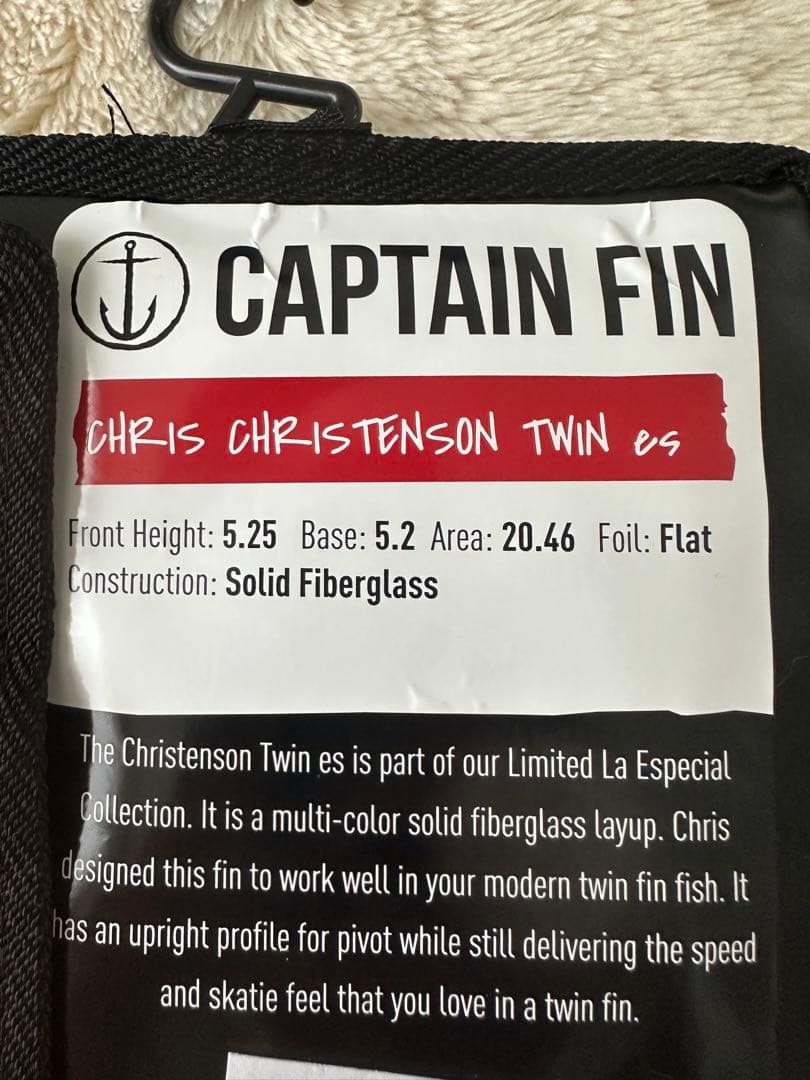 CAPTAIN FIN
CHRIS CHRISTENSON TWIN es
Front Height: 5.25 Base: 5.2 Area: 20.46 Foil: Flat
Construction: Solid Fiberglass
The Christenson Twin es is part of our Limited La Especial
Collection. It is a multi-color solid fiberglass layup. Chris
designed this fin to work well in your modern twin fin fish. It
has an upright profile for pivot while still delivering the speed
and skatie feel that you love in a twin fin.